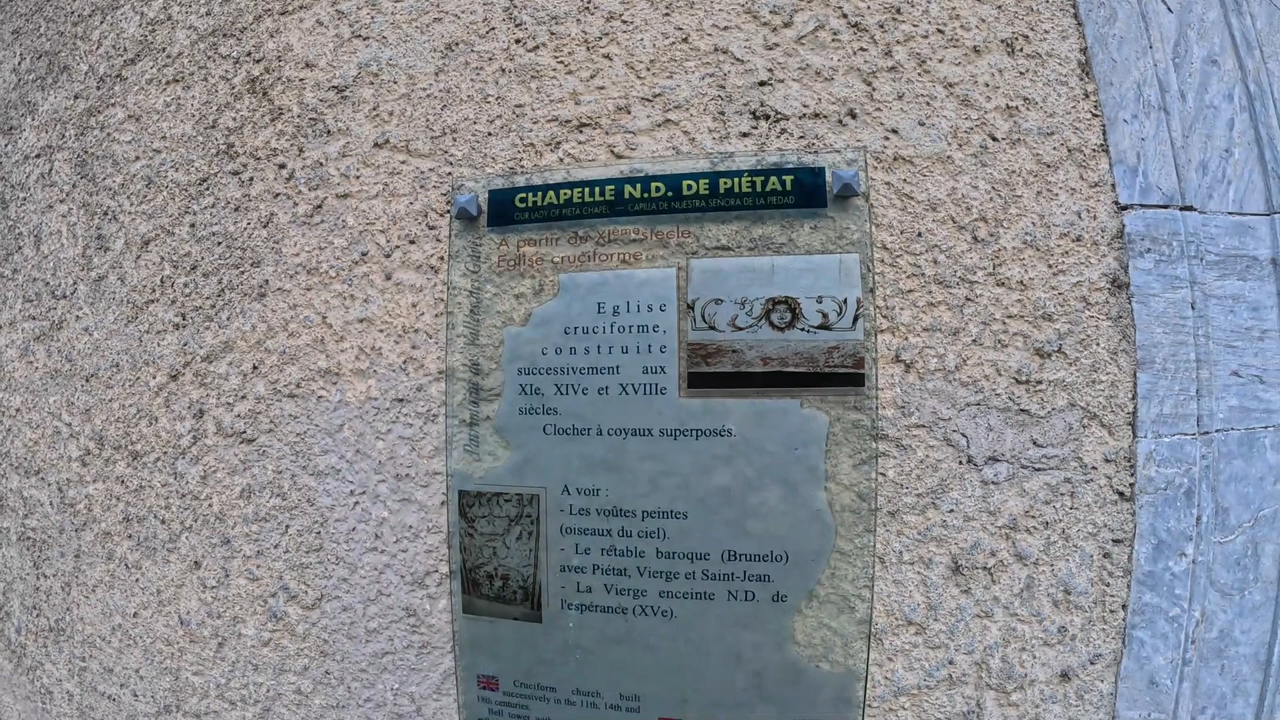 CHAPELLE N.D. DE PIÉTAT
OUR LADY OF PIETA CHAPEL — CAPILLA DE NUESTRA SEÑORA DE LA PIEDAD
A partir du XIème siècle
Eglise cruciforme
Eglise
cruciforme,
construite
successivement aux
XIe, XIVe et XVIIIe
siècles.
Clocher à coyaux superposés.
A voir :
- Les voûtes peintes
(oiseaux du ciel).
- Le rétable baroque (Brunelo)
avec Piétat, Vierge et Saint-Jean.
- La Vierge enceinte N.D. de
l'espérance (XVe).
Cruciform church, built
successively in the 11th, 14th and
18th centuries.
Bell tower